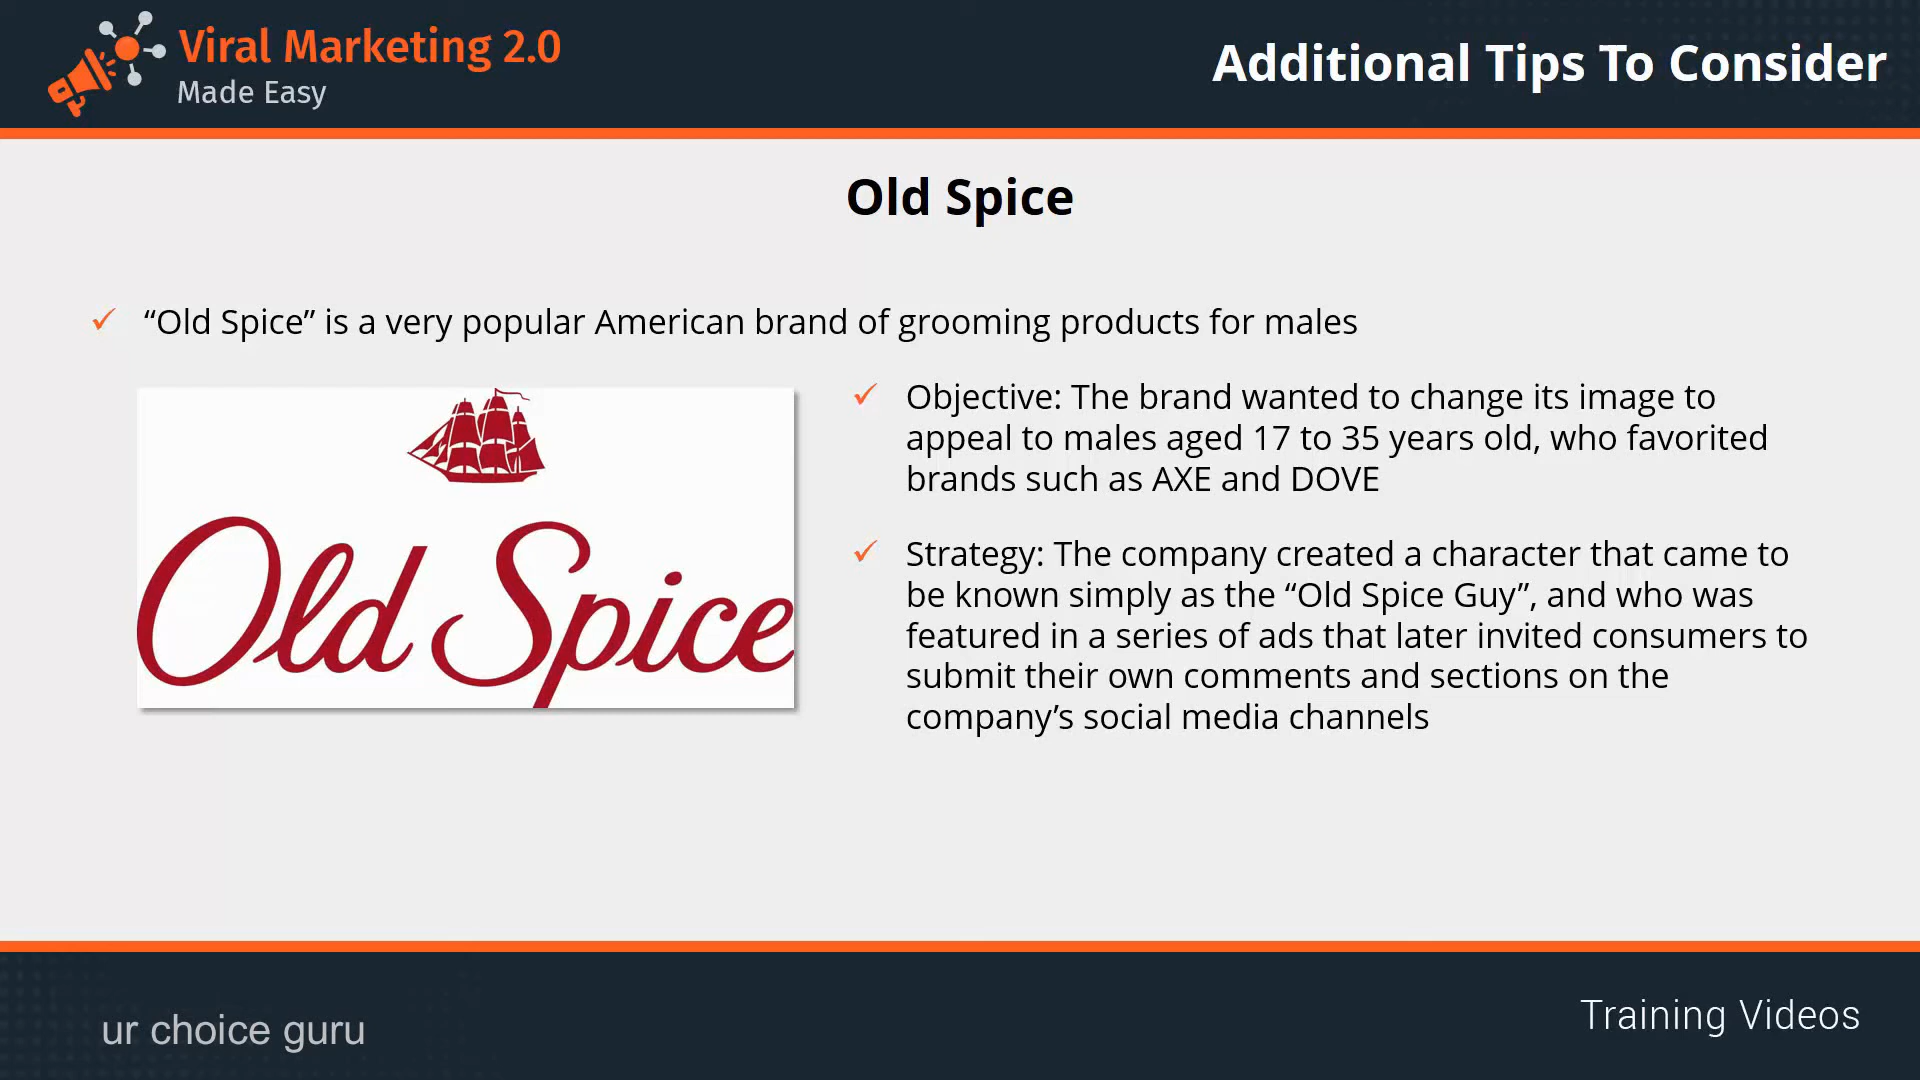 Viral Marketing 2.0
Made Easy
Additional Tips To Consider
Old Spice
“Old Spice” is a very popular American brand of grooming products for males
Old Spice
Objective: The brand wanted to change its image to
appeal to males aged 17 to 35 years old, who favorited
brands such as AXE and DOVE
Strategy: The company created a character that came to
be known simply as the “Old Spice Guy”, and who was
featured in a series of ads that later invited consumers to
submit their own comments and sections on the
company’s social media channels
ur choice guru
Training Videos